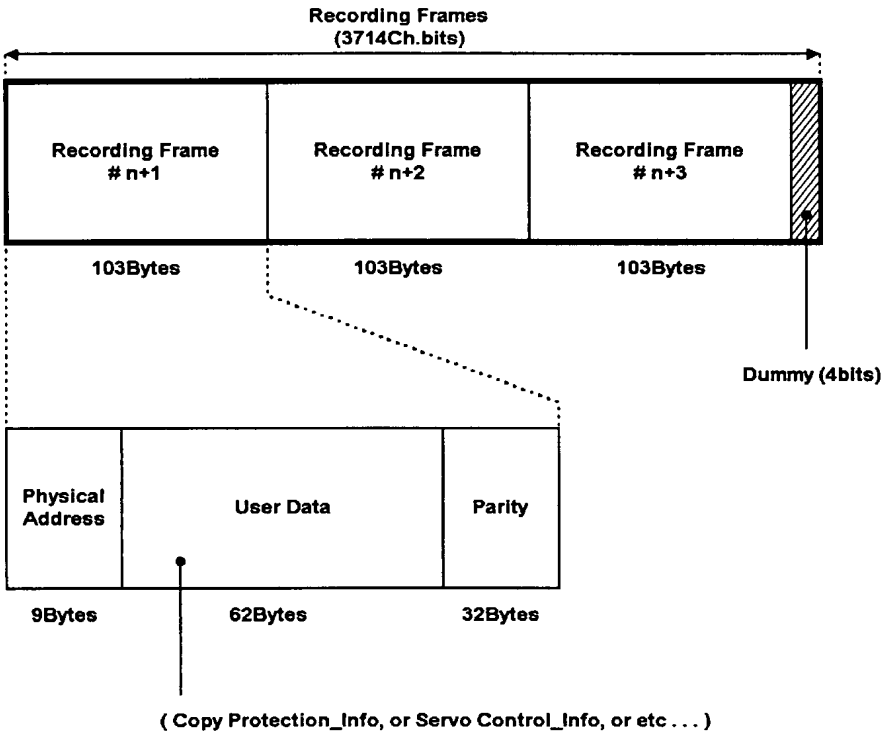 Recording Frames
(3714Ch.bits)
Recording Frame
# n+1
Recording Frame
# n+2
Recording Frame
# n+3
103Bytes
103Bytes
103Bytes
Dummy (4bits)
Physical
Address
User Data
Parity
9Bytes
62Bytes
32Bytes
( Copy Protection_Info, or Servo Control_Info, or etc . . . )